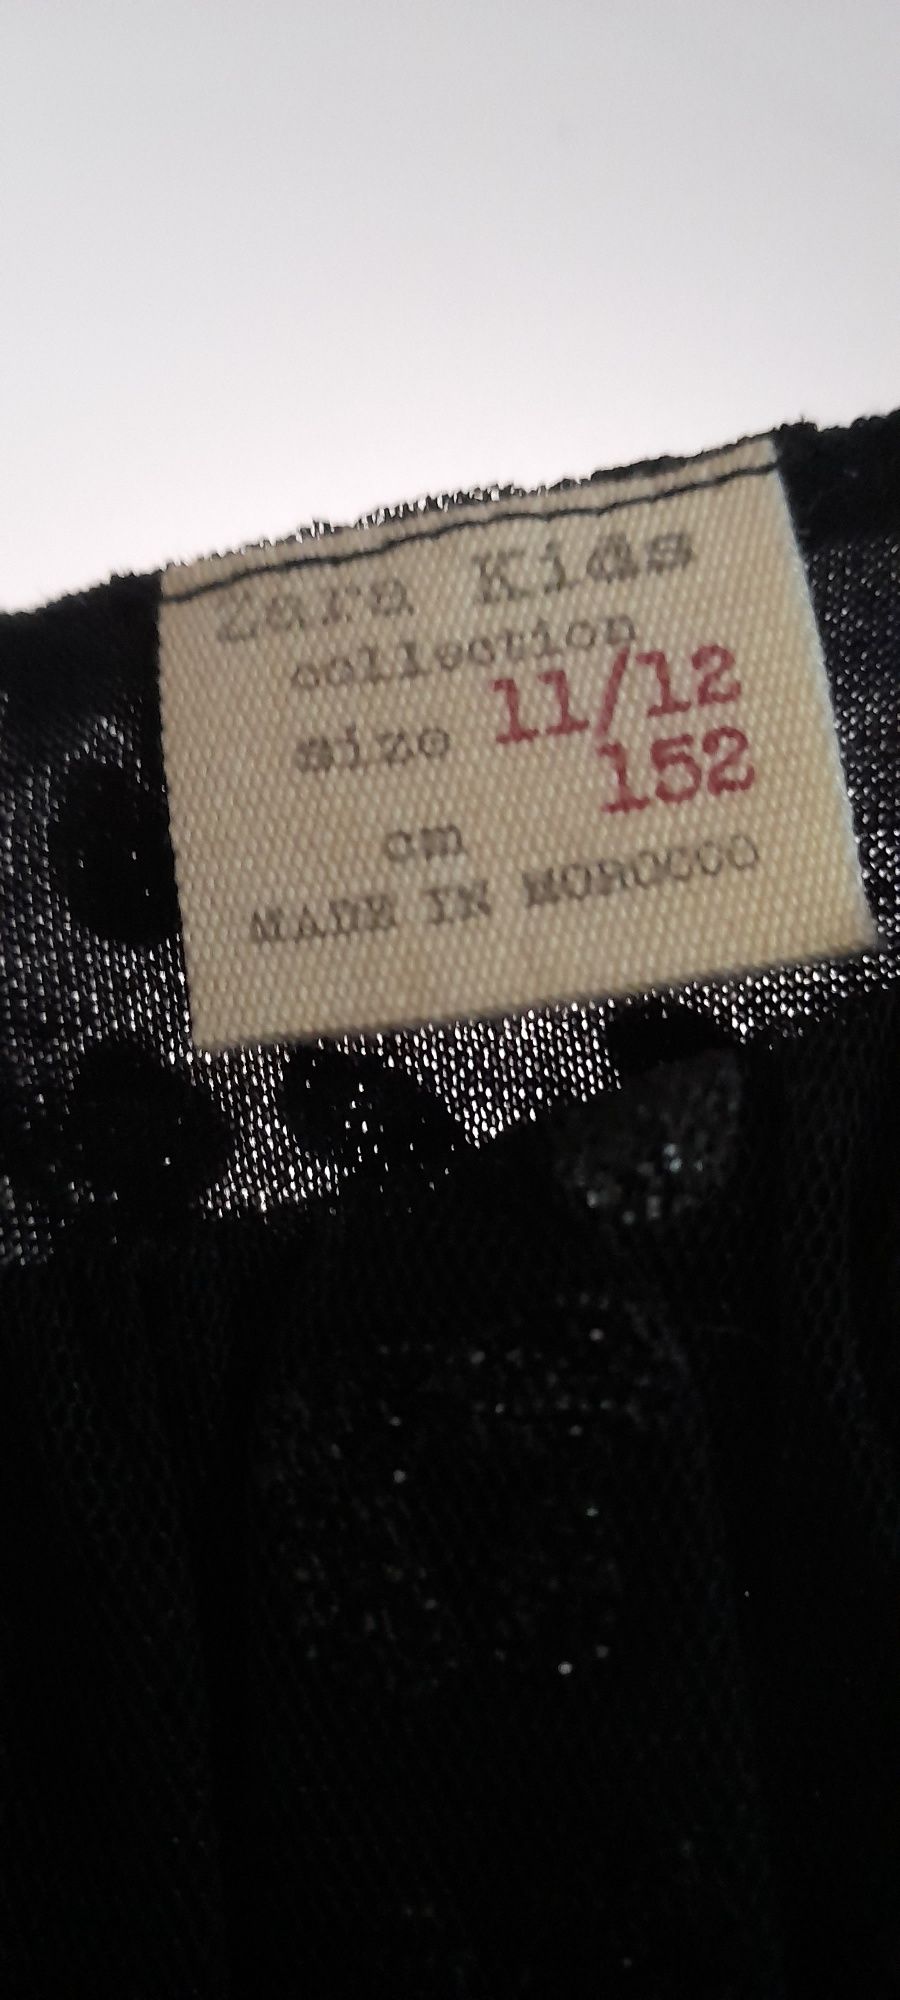 Zara Kids
collection
size 11/12
152
cm
MADE IN MOROCCO